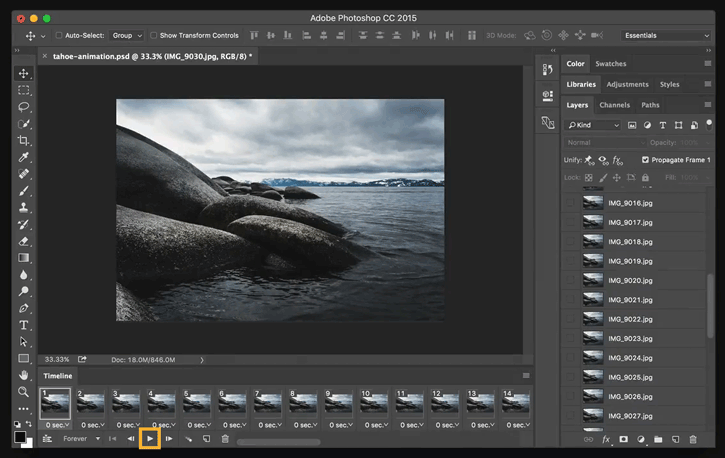 Adobe Photoshop CC 2015
Auto-Select: Group Show Transform Controls 3D Mode: Essentials
tahoe-animation.psd @ 33.3% (IMG_9030.jpg, RGB/8) *
Color Swatches
Libraries Adjustments Styles
Layers Channels Paths
Kind
Normal Opacity: 100%
Unify: Propagate Frame 1
Lock: Fill: 100%
IMG_9016.jpg
IMG_9017.jpg
IMG_9018.jpg
IMG_9019.jpg
IMG_9020.jpg
IMG_9021.jpg
IMG_9022.jpg
IMG_9023.jpg
IMG_9024.jpg
IMG_9025.jpg
IMG_9026.jpg
IMG_9027.jpg
33.33% Doc: 18.0M/846.0M
Timeline
1 2 3 4 5 6 7 8 9 10 11 12 13 14
0 sec. 0 sec. 0 sec. 0 sec. 0 sec. 0 sec. 0 sec. 0 sec. 0 sec. 0 sec. 0 sec. 0 sec. 0 sec. 0 sec.
Forever
fx